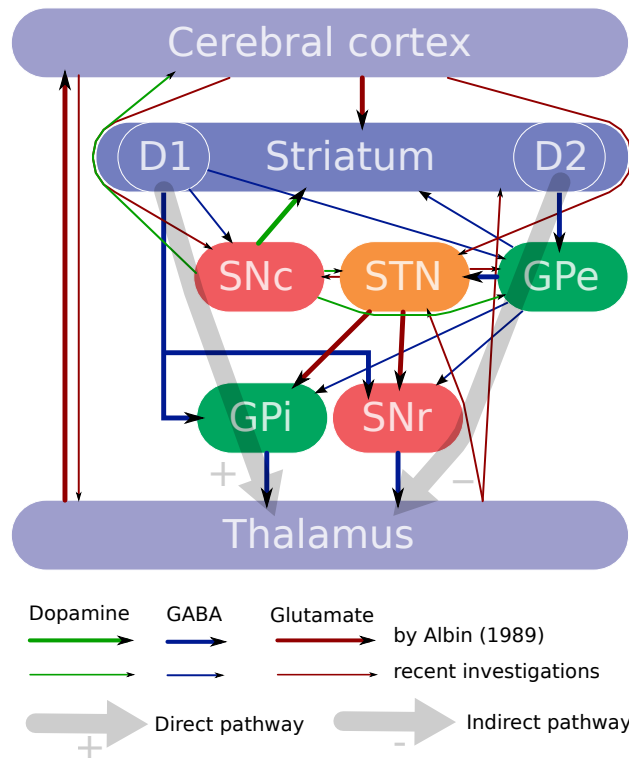 Cerebral cortex
D1 Striatum D2
SNc STN GPe
GPi SNr
+
-
Thalamus
Dopamine GABA Glutamate
by Albin (1989)
recent investigations
Direct pathway Indirect pathway
+ -